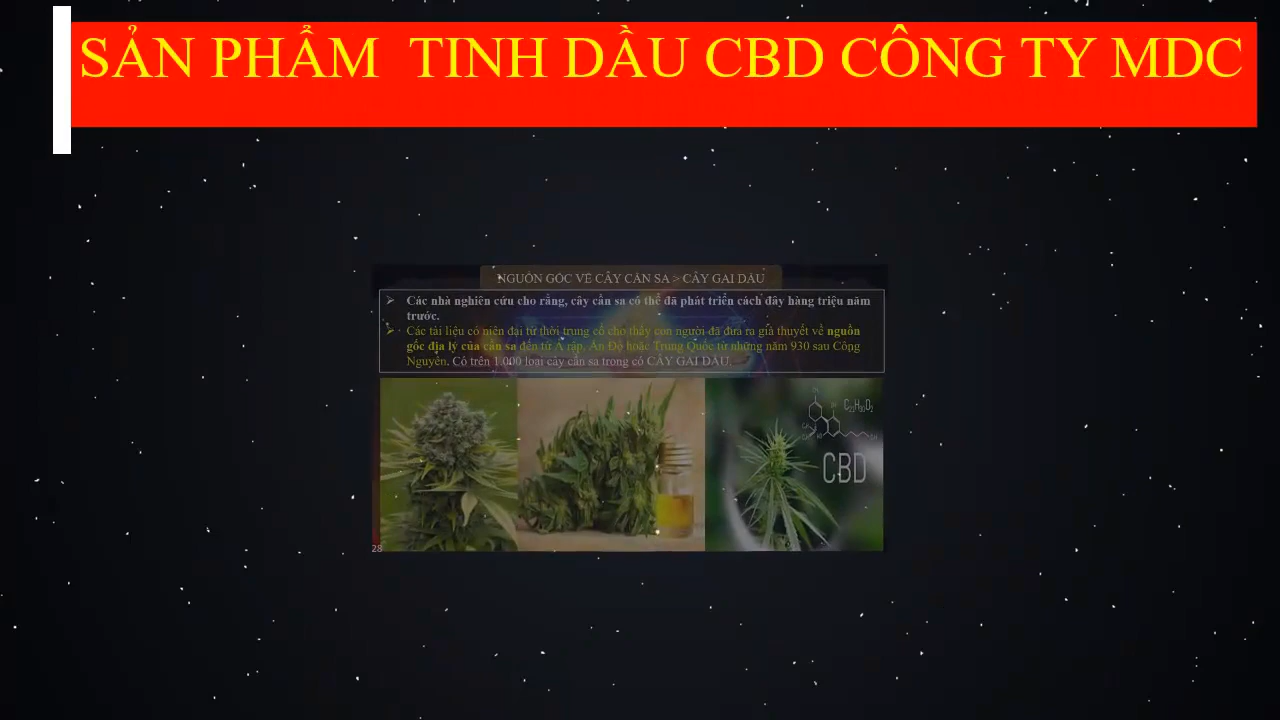 SẢN PHẨM TINH DẦU CBD CÔNG TY MDC
NGUỒN GỐC VỀ CÂY CẦN SA > CÂY GAI DẦU
➢ Các nhà nghiên cứu cho rằng, cây cần sa có thể đã phát triển cách đây hàng triệu năm
trước.
➢ Các tài liệu có niên đại từ thời trung cổ cho thấy con người đã đưa ra giả thuyết về nguồn
gốc địa lý của cần sa đến từ Ả rập, Ấn Độ hoặc Trung Quốc từ những năm 930 sau Công
Nguyên. Có trên 1.000 loại cây cần sa trong có CÂY GAI DẦU.
C₂₁H₃₀O₂
CBD
28